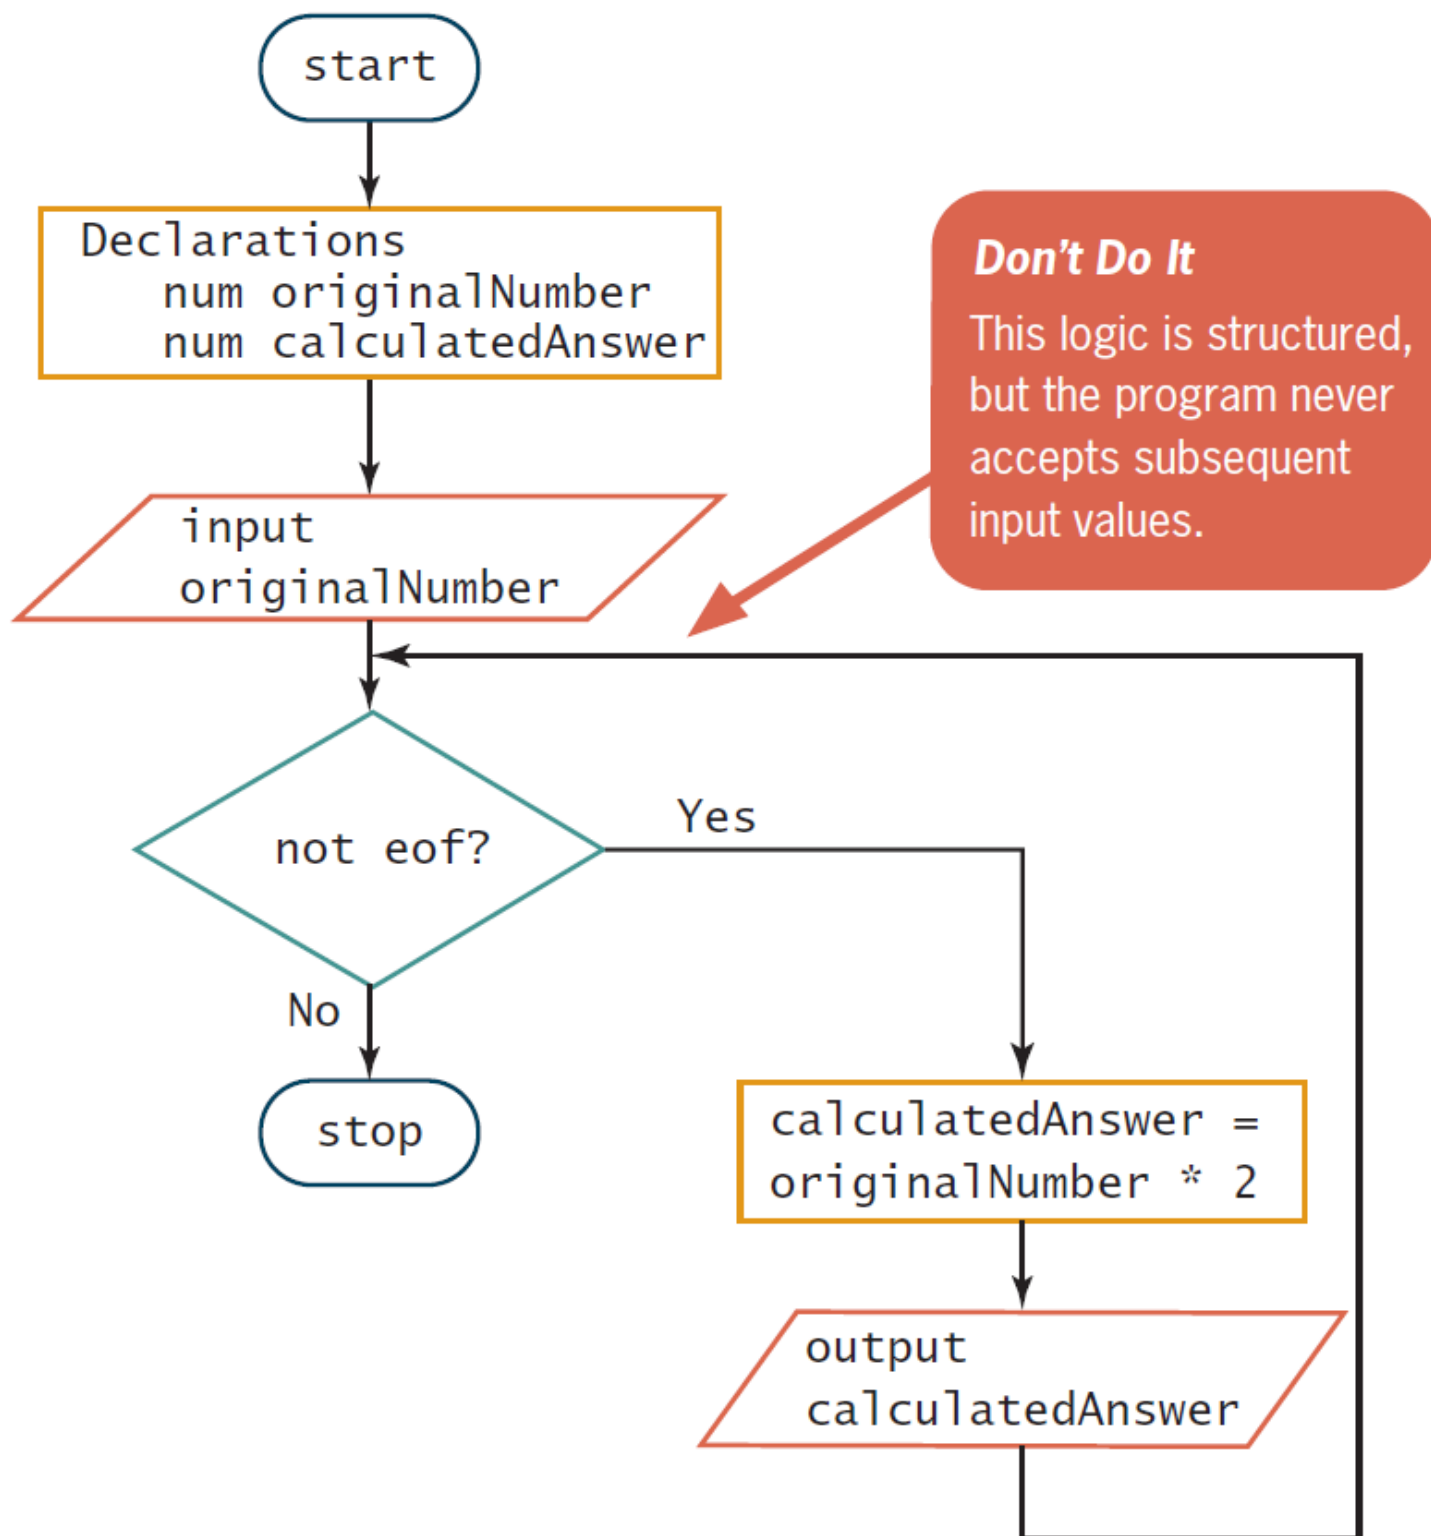 start
Declarations
num originalNumber
num calculatedAnswer
Don't Do It
This logic is structured,
but the program never
accepts subsequent
input values.
input
originalNumber
not eof?
Yes
No
stop
calculatedAnswer =
originalNumber * 2
output
calculatedAnswer